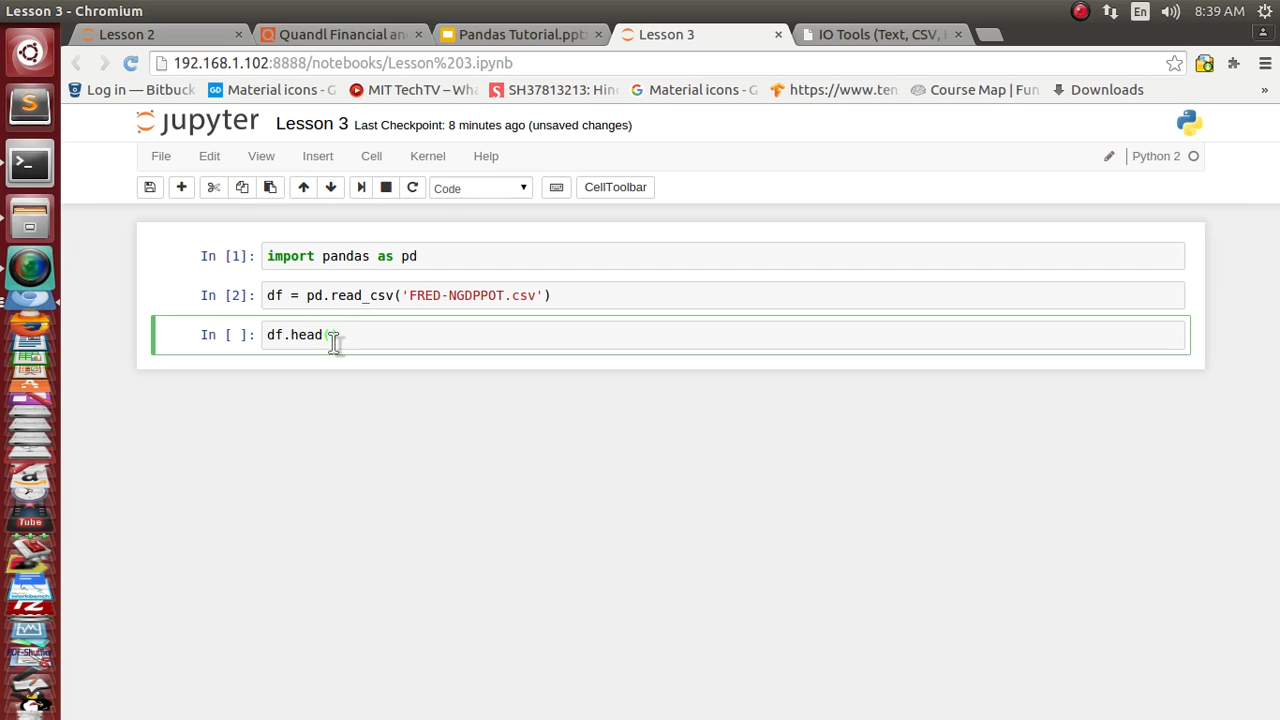 Lesson 3 - Chromium
En
8:39 AM
Lesson 2
Quandl Financial an
Pandas Tutorial.pptx
Lesson 3
IO Tools (Text, CSV,
192.168.1.102:8888/notebooks/Lesson%203.ipynb
Log in — Bitbuck
Material icons - G
MIT TechTV – Wha
SH37813213: Hin
Material icons - G
https://www.ten
Course Map | Fun
Downloads
»
jupyter
Lesson 3
Last Checkpoint: 8 minutes ago (unsaved changes)
File
Edit
View
Insert
Cell
Kernel
Help
Python 2
Code
CellToolbar
In [1]: import pandas as pd
In [2]: df = pd.read_csv('FRED-NGDPPOT.csv')
In [ ]: df.head()
Tube